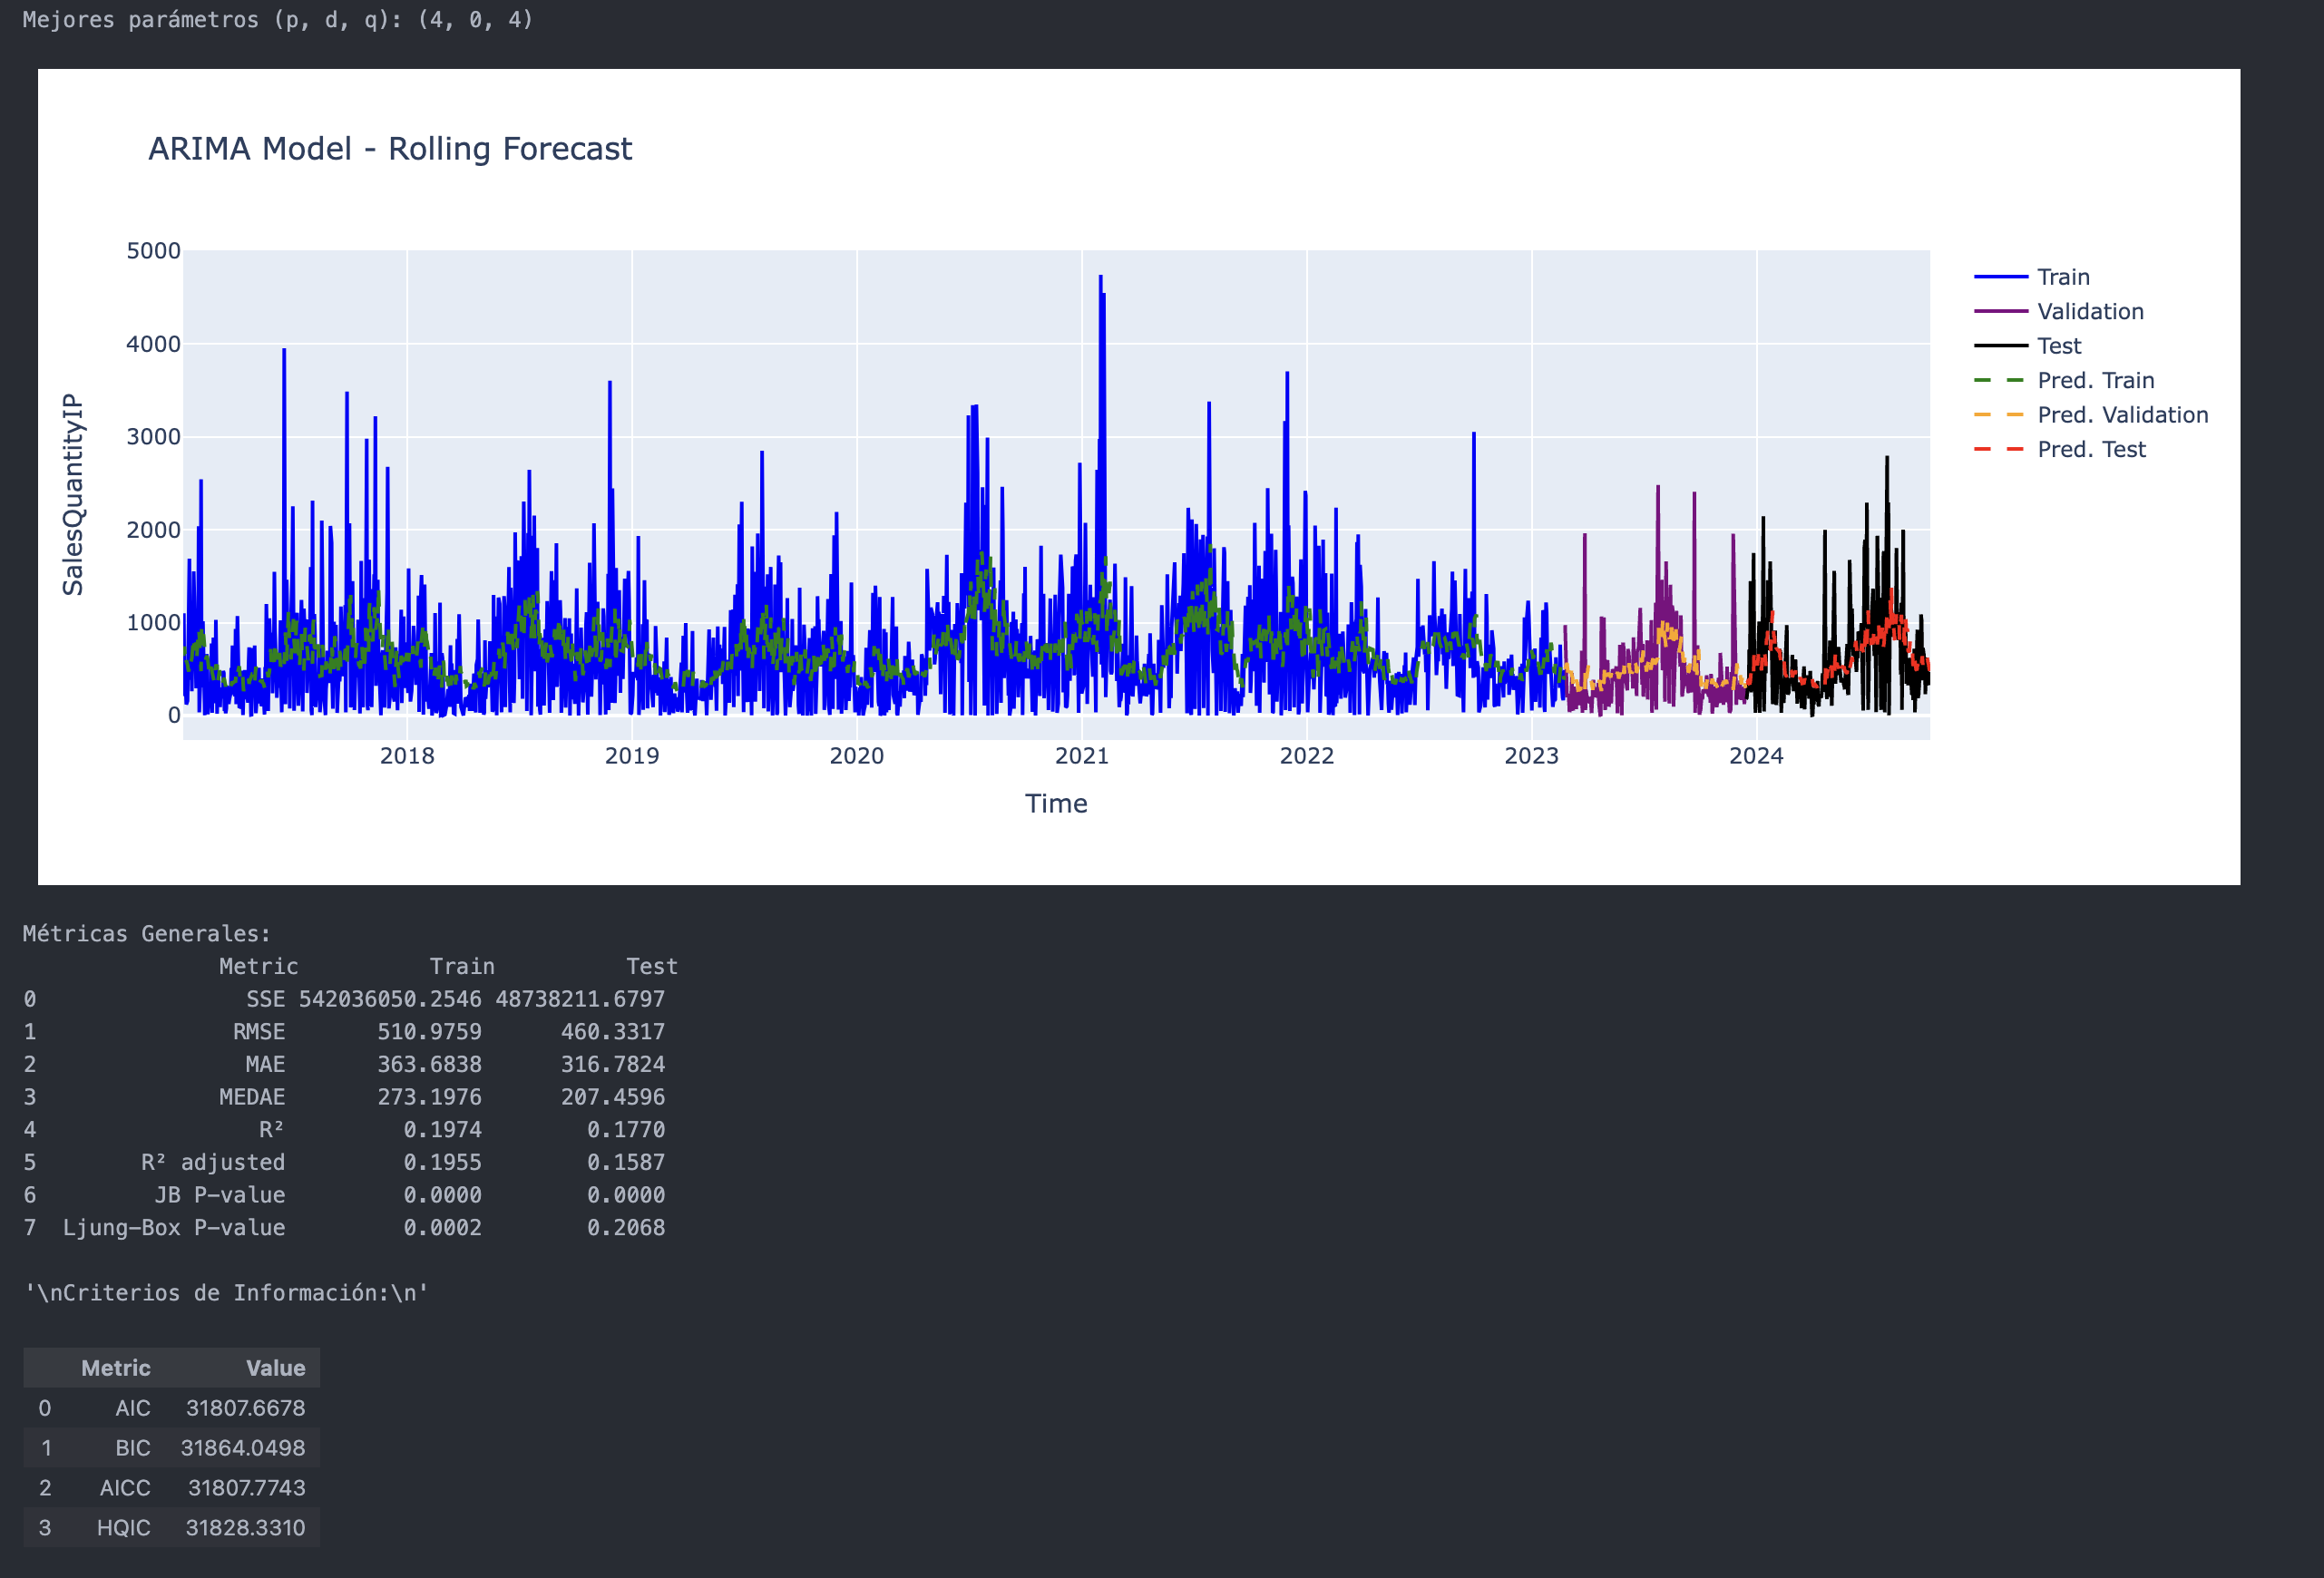 Mejores parámetros (p, d, q): (4, 0, 4)
ARIMA Model - Rolling Forecast
5000
4000
3000
2000
1000
0
SalesQuantityIP
2018 2019 2020 2021 2022 2023 2024
Time
Train
Validation
Test
Pred. Train
Pred. Validation
Pred. Test
Métricas Generales:
Metric Train Test
0 SSE 542036050.2546 48738211.6797
1 RMSE 510.9759 460.3317
2 MAE 363.6838 316.7824
3 MEDAE 273.1976 207.4596
4 R² 0.1974 0.1770
5 R² adjusted 0.1955 0.1587
6 JB P-value 0.0000 0.0000
7 Ljung-Box P-value 0.0002 0.2068
'\nCriterios de Información:\n'
Metric Value
0 AIC 31807.6678
1 BIC 31864.0498
2 AICC 31807.7743
3 HQIC 31828.3310